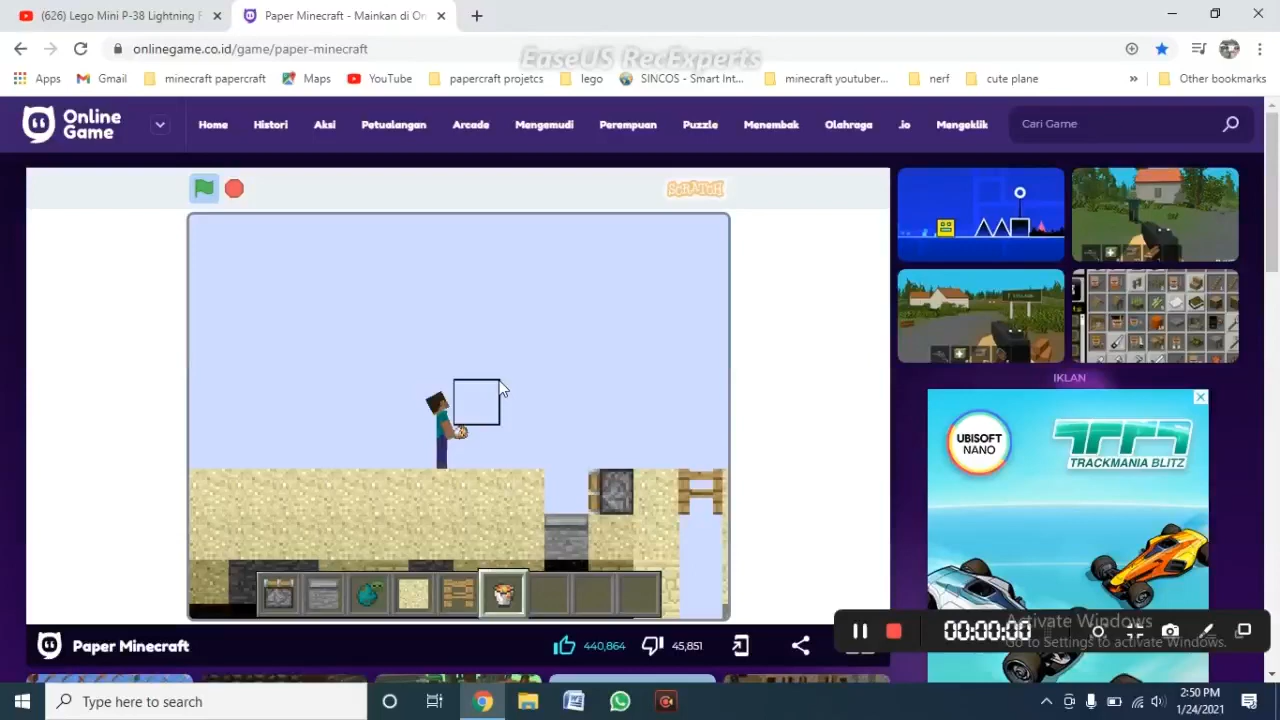 (626) Lego Mini P-38 Lightning F
Paper Minecraft - Mainkan di On
onlinegame.co.id/game/paper-minecraft
EaseUS RecExperts
Apps
Gmail
minecraft papercraft
Maps
YouTube
papercraft projetcs
lego
SINCOS - Smart Int...
minecraft youtuber...
nerf
cute plane
Other bookmarks
Online
Game
Home
Histori
Aksi
Petualangan
Arcade
Mengemudi
Perempuan
Puzzle
Menembak
Olahraga
.io
Mengeklik
Cari Game
SCRATCH
IKLAN
UBISOFT
NANO
TRACKMANIA BLITZ
Paper Minecraft
440,864
45,851
00:00:00
Activate Windows
Go to Settings to activate Windows.
Type here to search
2:50 PM
1/24/2021